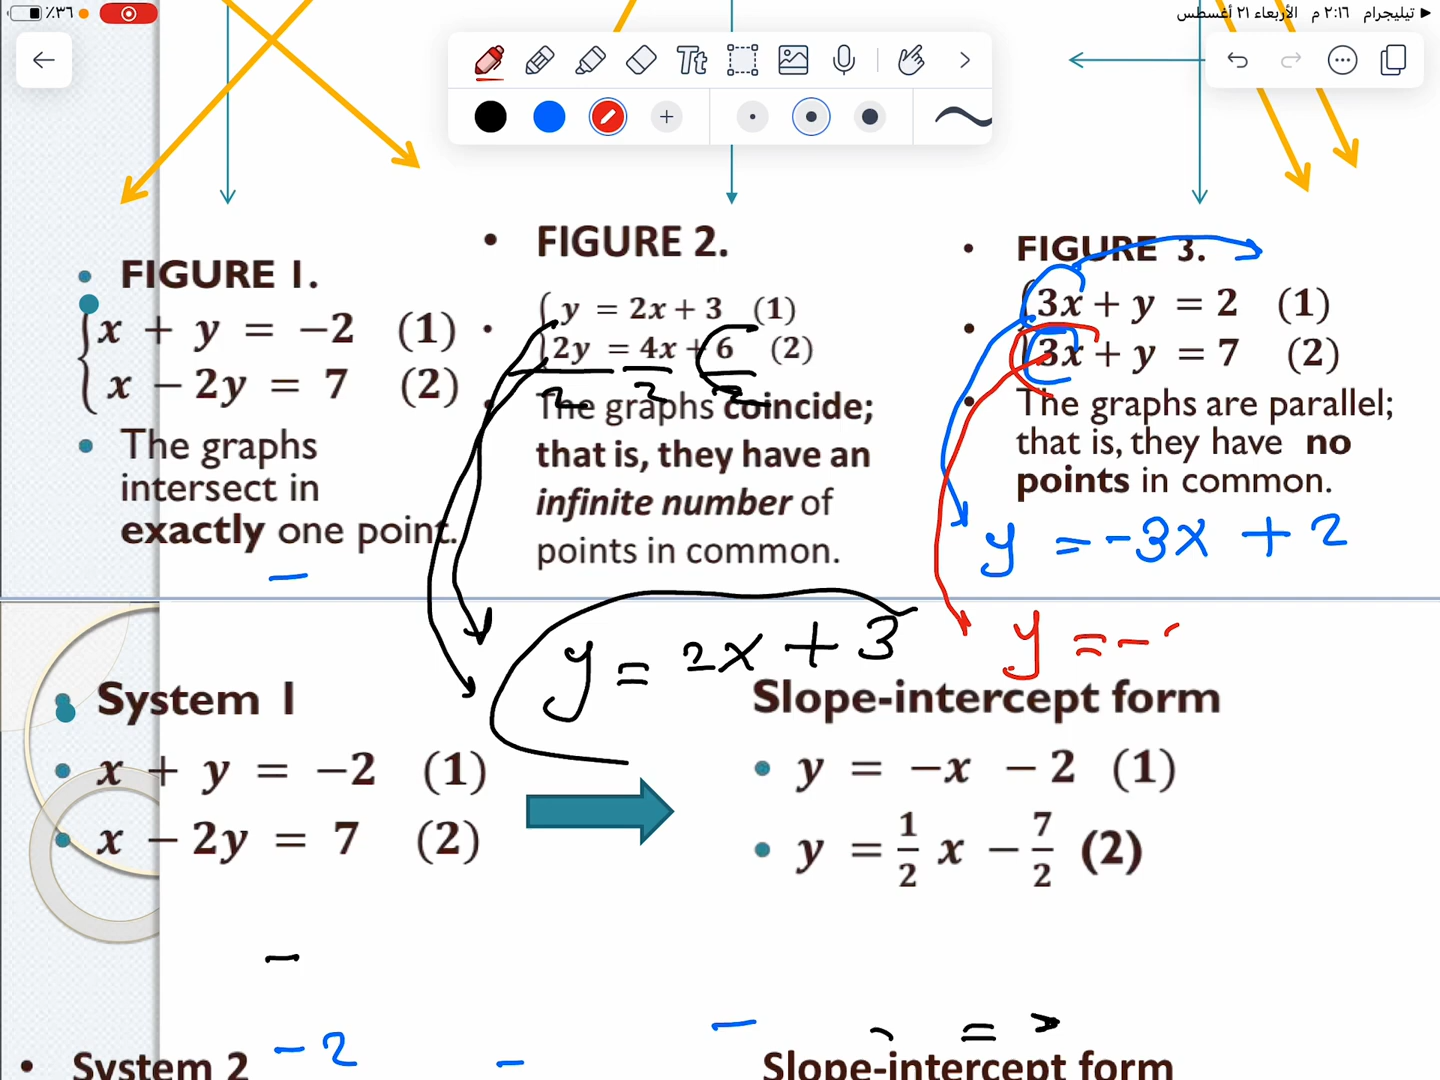 ٪٣٦
◀ تيليجرام ٢:١٦ م الأربعاء ٢١ أغسطس
Tt
• FIGURE 1.
x + y = −2 (1)
x − 2y = 7 (2)
• The graphs
intersect in
exactly one point.
• FIGURE 2.
• y = 2x + 3 (1)
2y = 4x + 6 (2)
2 2 2
• The graphs coincide;
that is, they have an
infinite number of
points in common.
y = 2x + 3
• FIGURE 3.
• 3x + y = 2 (1)
3x + y = 7 (2)
• The graphs are parallel;
that is, they have no
points in common.
y = -3x + 2
y = -
• System 1
• x + y = −2 (1)
• x − 2y = 7 (2)
Slope-intercept form
• y = −x − 2 (1)
• y = 1/2 x − 7/2 (2)
• System 2
-2
Slope-intercept form